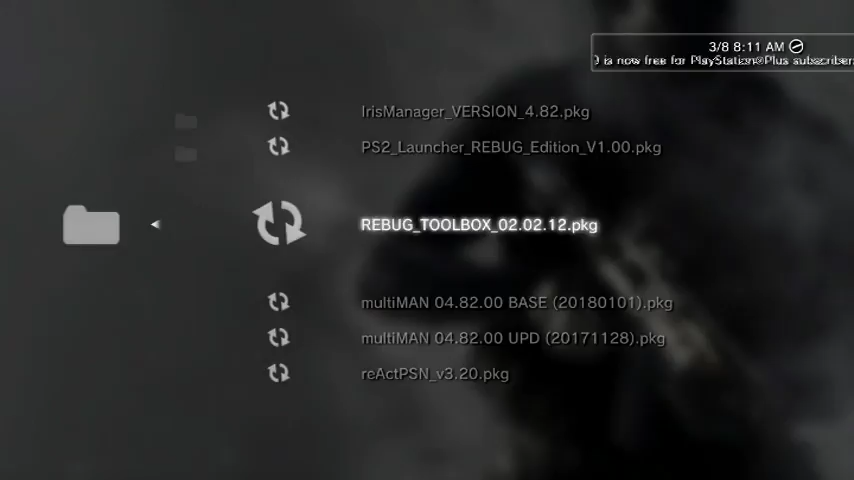 3/8 8:11 AM
is now free for PlayStation®Plus subscribers
IrisManager_VERSION_4.82.pkg
PS2_Launcher_REBUG_Edition_V1.00.pkg
REBUG_TOOLBOX_02.02.12.pkg
multiMAN 04.82.00 BASE (20180101).pkg
multiMAN 04.82.00 UPD (20171128).pkg
reActPSN_v3.20.pkg